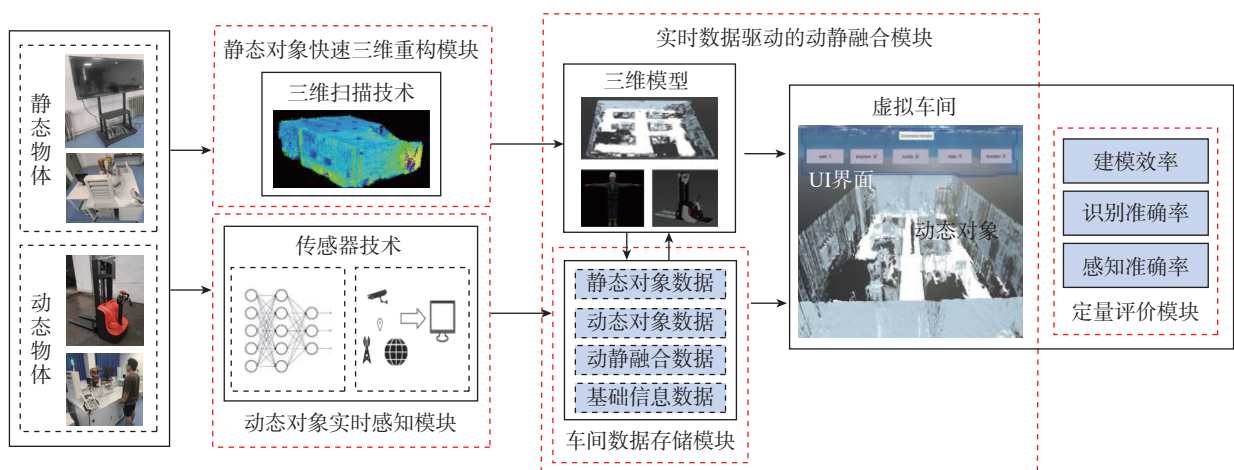 静态物体
动态物体
静态对象快速三维重构模块
三维扫描技术
传感器技术
动态对象实时感知模块
实时数据驱动的动静融合模块
三维模型
静态对象数据
动态对象数据
动静融合数据
基础信息数据
车间数据存储模块
虚拟车间
UI界面
动态对象
建模效率
识别准确率
感知准确率
定量评价模块